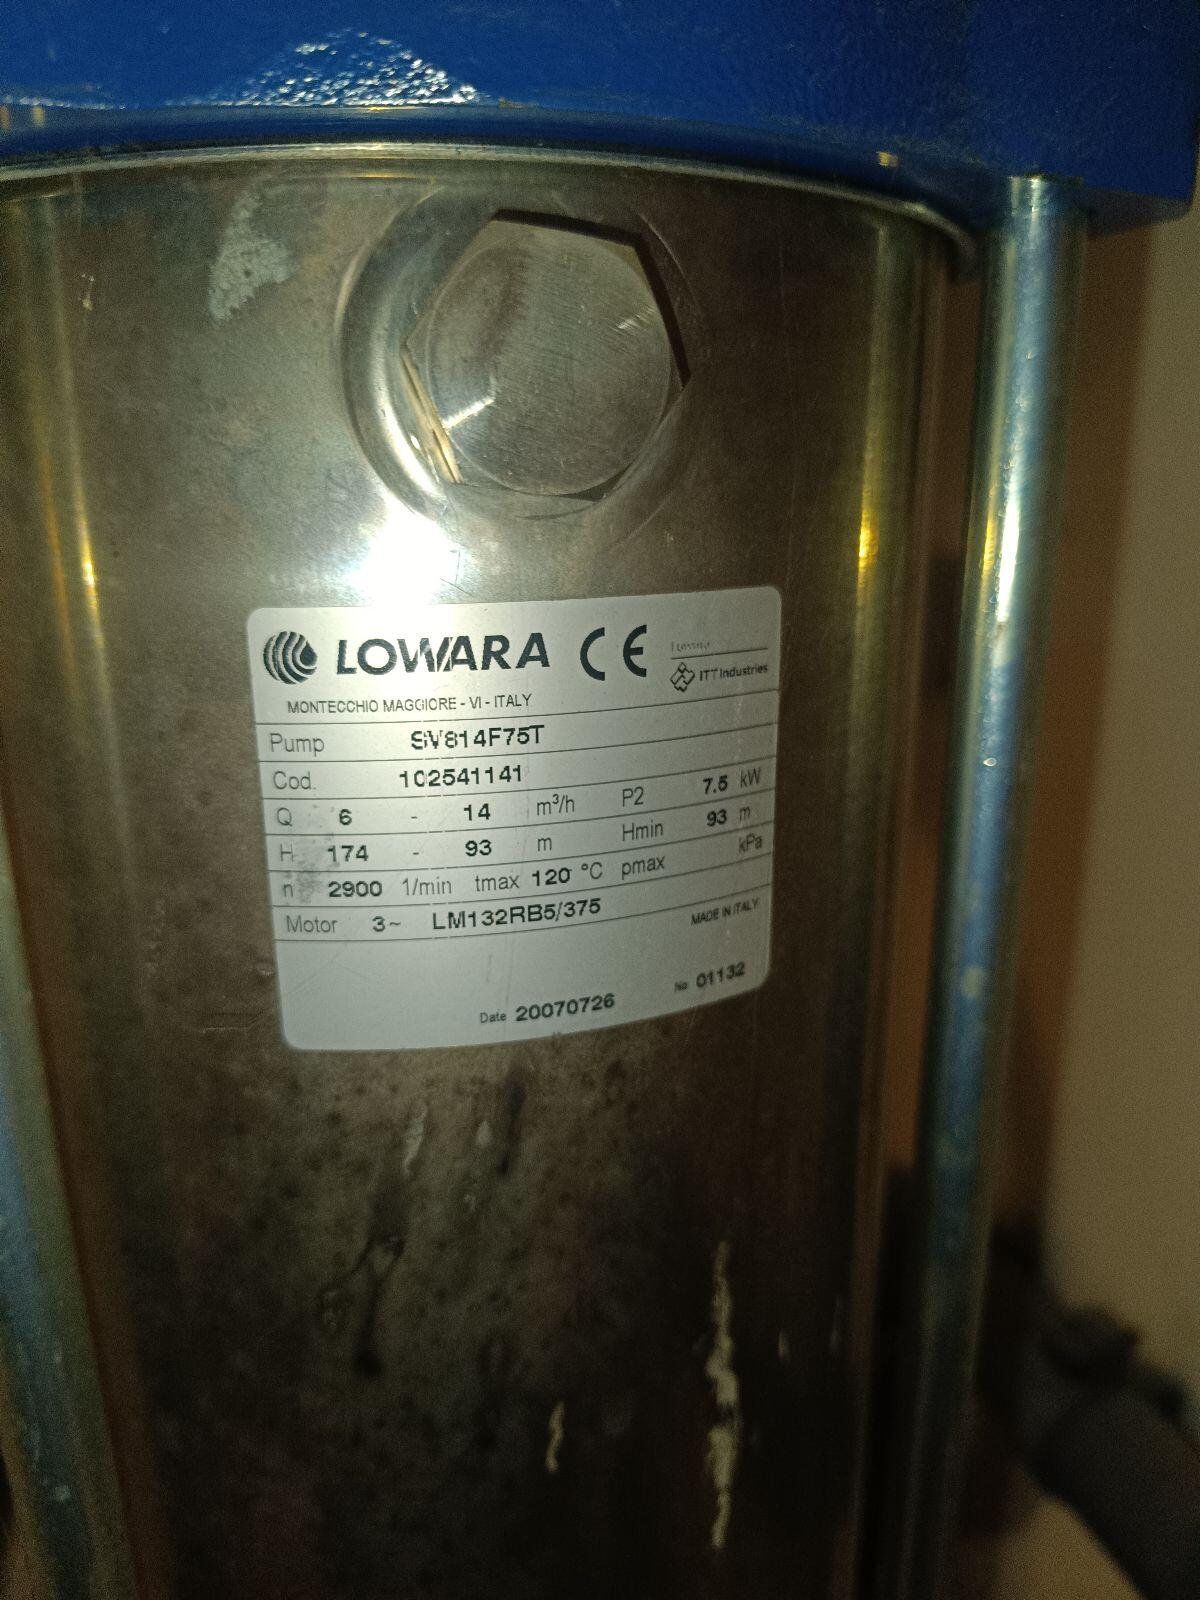 LOWARA CE
ITT Industries
MONTECCHIO MAGGIORE - VI - ITALY
Pump SV814F75T
Cod. 102541141
Q 6 - 14 m³/h P2 7.5 kW
H 174 - 93 m Hmin 93 m
n 2900 1/min tmax 120 °C pmax kPa
Motor 3~ LM132RB5/375
MADE IN ITALY
Date 20070726 No 01132